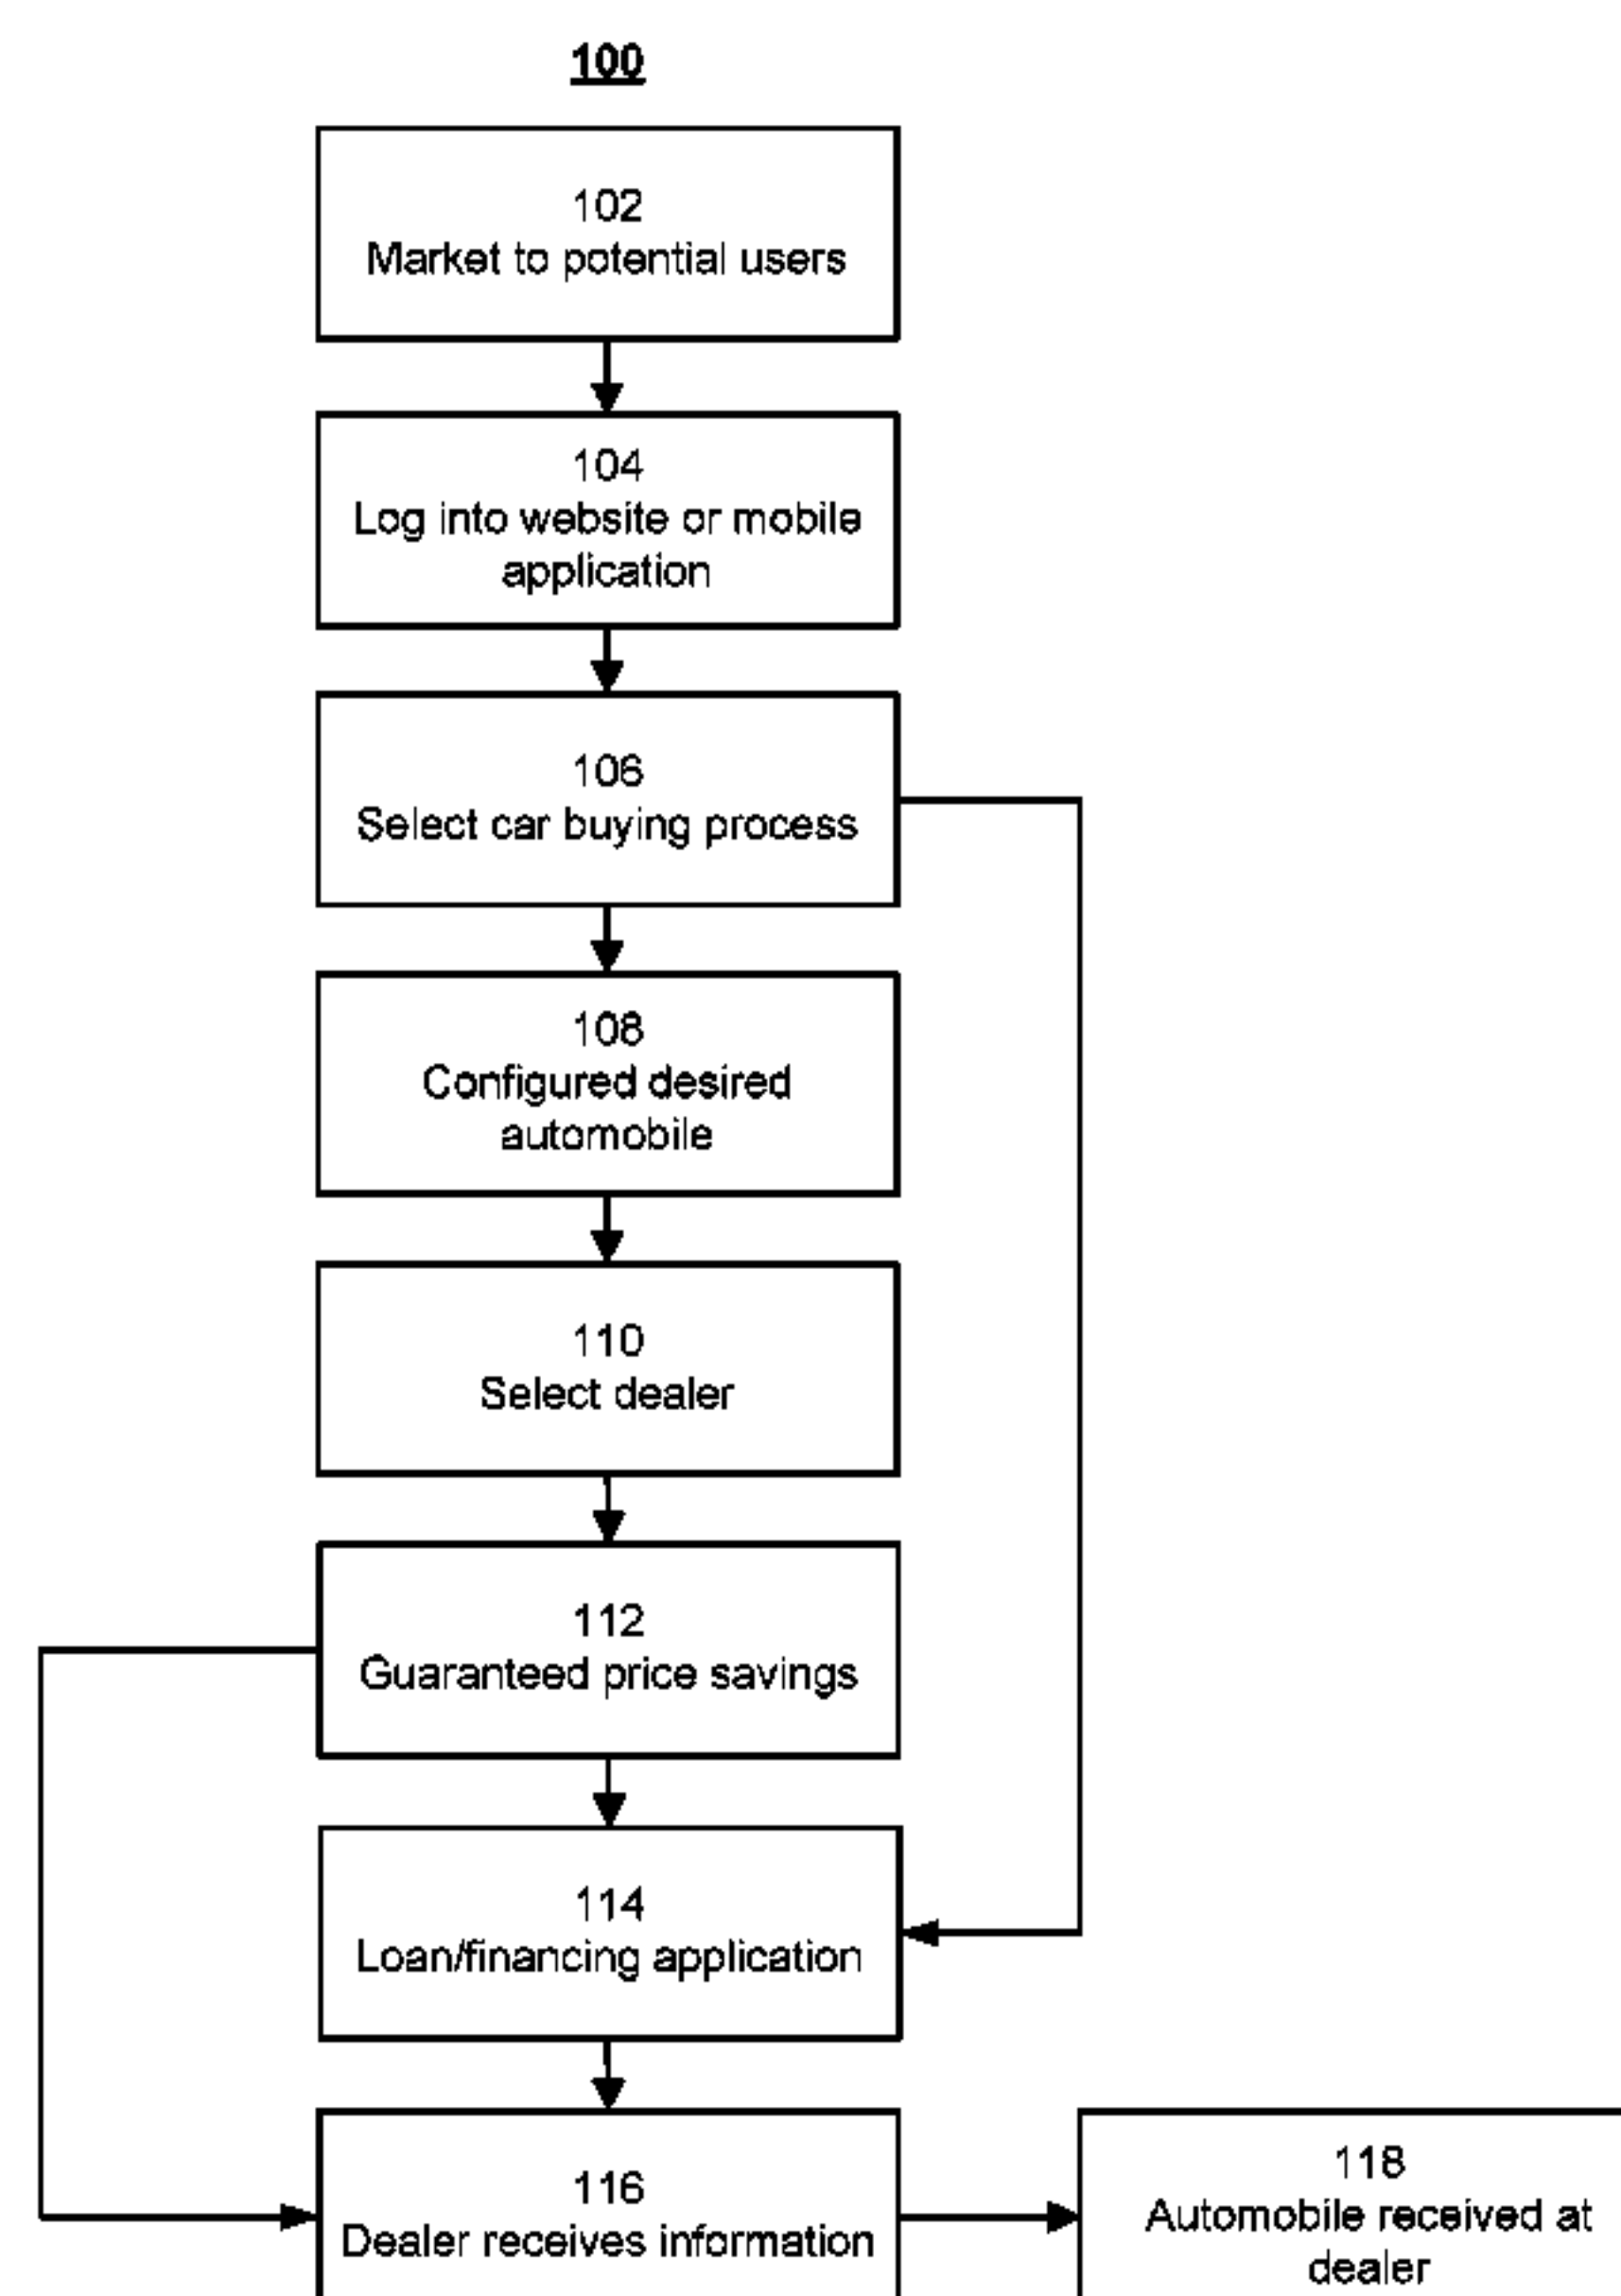 100
102
Market to potential users
104
Log into website or mobile
application
106
Select car buying process
108
Configured desired
automobile
110
Select dealer
112
Guaranteed price savings
114
Loan/financing application
116
Dealer receives information
118
Automobile received at
dealer